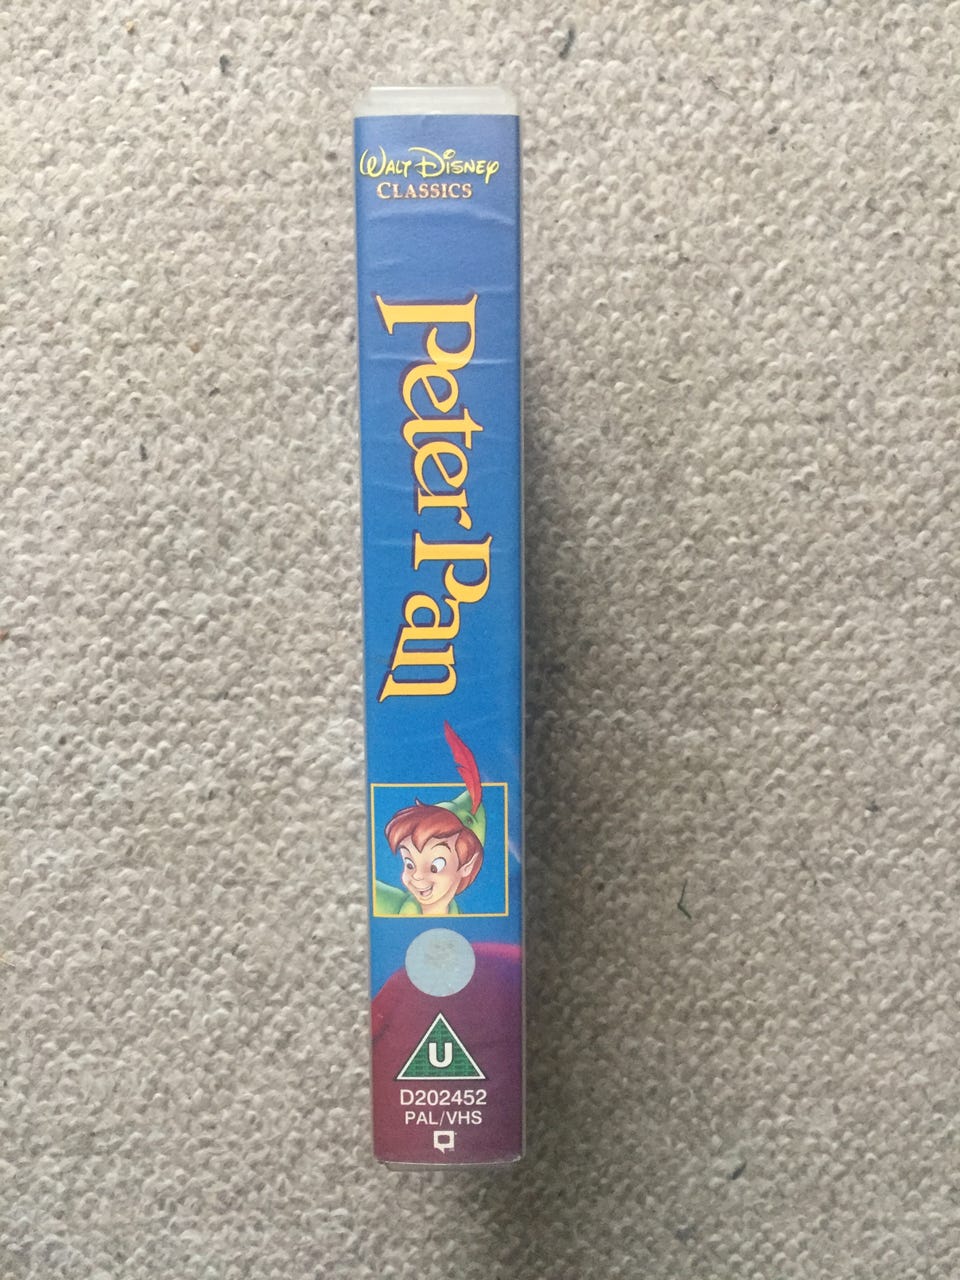 WALT DISNEY
CLASSICS
Peter Pan
U
D202452
PAL/VHS